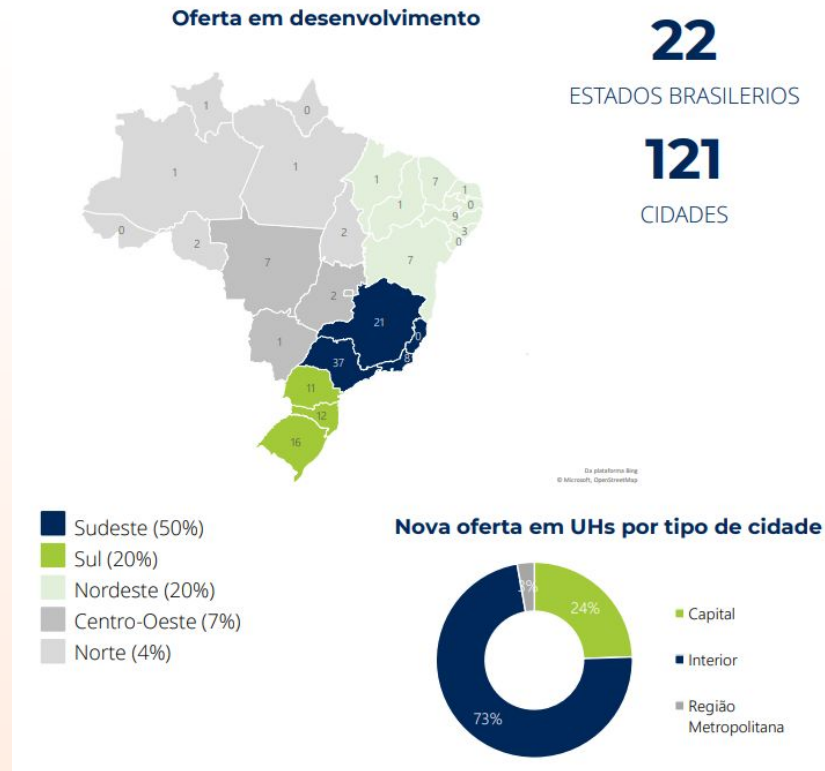 Oferta em desenvolvimento
22
ESTADOS BRASILERIOS
121
CIDADES
1
0
1
1
1
7
1
0
1
9
3
0
0
2
2
7
7
2
21
0
1
37
8
11
12
16
Da plataforma Bing
© Microsoft, OpenStreetMap
Sudeste (50%)
Sul (20%)
Nordeste (20%)
Centro-Oeste (7%)
Norte (4%)
Nova oferta em UHs por tipo de cidade
3%
24%
73%
Capital
Interior
Região
Metropolitana